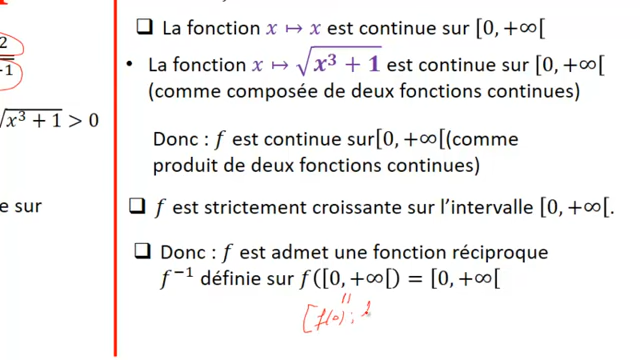 2
-1
√(x³ + 1) > 0
e sur
❑ La fonction x ↦ x est continue sur [0, +∞[
• La fonction x ↦ √(x³ + 1) est continue sur [0, +∞[
(comme composée de deux fonctions continues)
Donc : f est continue sur[0, +∞[(comme
produit de deux fonctions continues)
❑ f est strictement croissante sur l’intervalle [0, +∞[.
❑ Donc : f est admet une fonction réciproque
f⁻¹ définie sur f([0, +∞[) = [0, +∞[
[f(0) ;